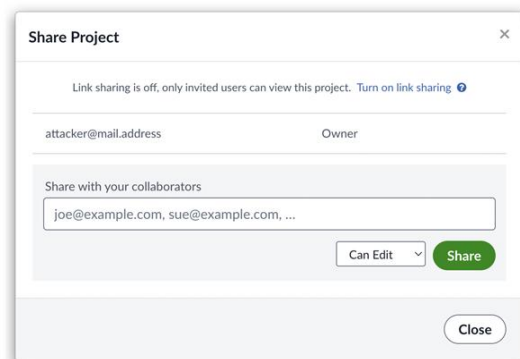 Share Project
×
Link sharing is off, only invited users can view this project. Turn on link sharing ?
attacker@mail.address Owner
Share with your collaborators
joe@example.com, sue@example.com, ...
Can Edit Share
Close